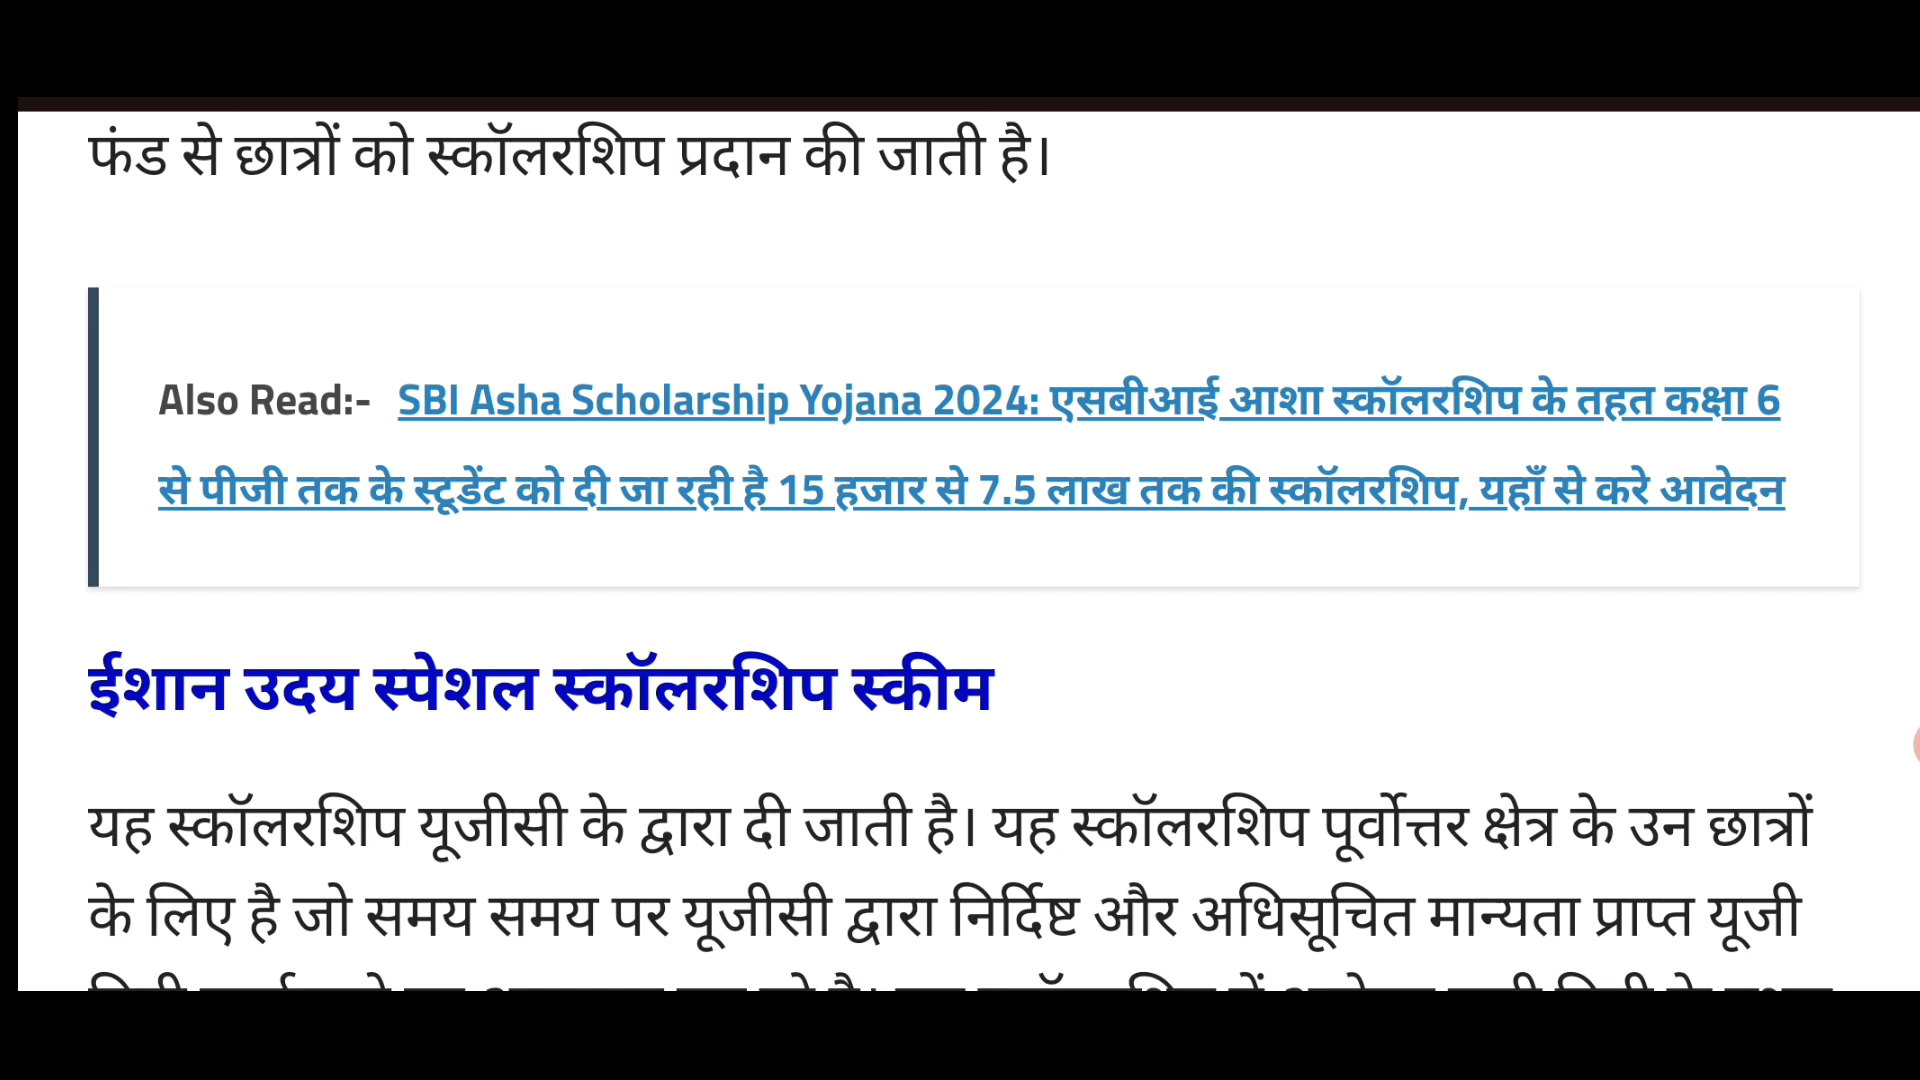 फंड से छात्रों को स्कॉलरशिप प्रदान की जाती है।
Also Read:- SBI Asha Scholarship Yojana 2024: एसबीआई आशा स्कॉलरशिप के तहत कक्षा 6
से पीजी तक के स्टूडेंट को दी जा रही है 15 हजार से 7.5 लाख तक की स्कॉलरशिप, यहाँ से करे आवेदन
ईशान उदय स्पेशल स्कॉलरशिप स्कीम
यह स्कॉलरशिप यूजीसी के द्वारा दी जाती है। यह स्कॉलरशिप पूर्वोत्तर क्षेत्र के उन छात्रों
के लिए है जो समय समय पर यूजीसी द्वारा निर्दिष्ट और अधिसूचित मान्यता प्राप्त यूजी